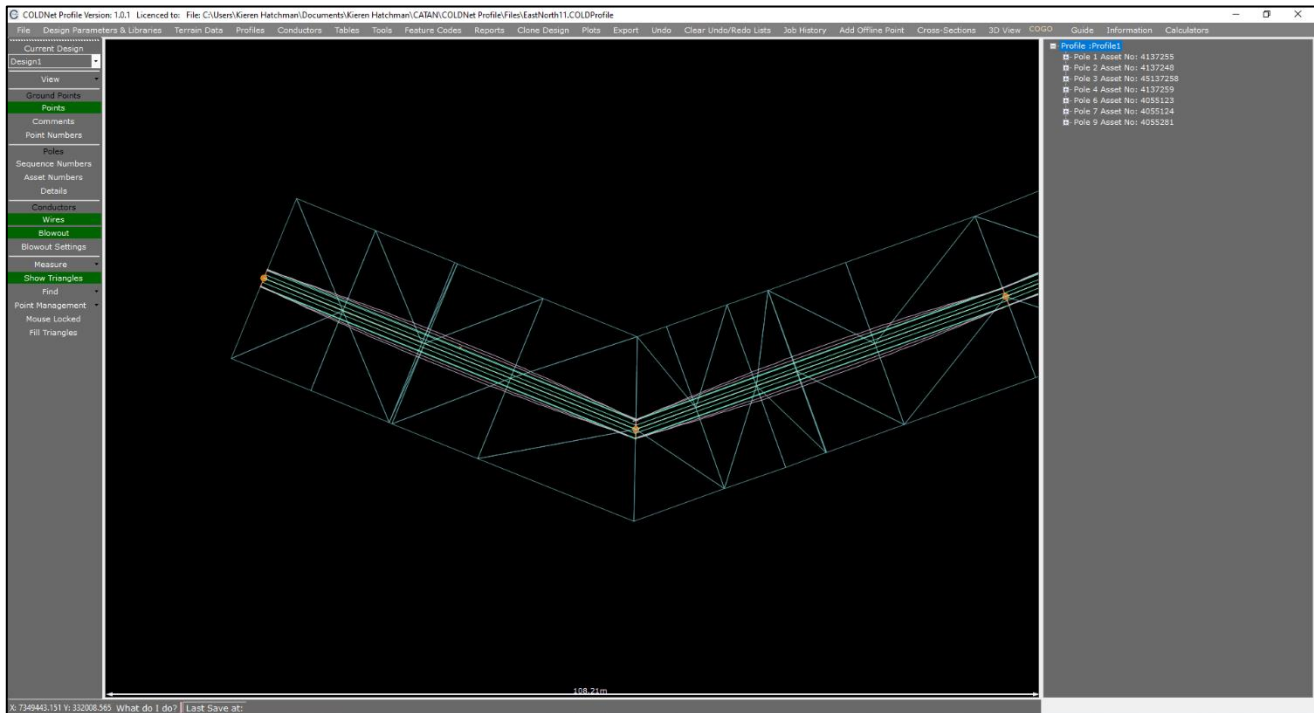 COLDNet Profile Version: 1.0.1 Licenced to: File: C:\Users\Kieren Hatchman\Documents\Kieren Hatchman\CATAN\COLDNet Profile\Files\EastNorth11.COLDProfile
File Design Parameters & Libraries Terrain Data Profiles Conductors Tables Tools Feature Codes Reports Clone Design Plots Export Undo Clear Undo/Redo Lists Job History Add Offline Point Cross-Sections 3D View COGO Guide Information Calculators
Current Design
Design1
View
Ground Points
Points
Comments
Point Numbers
Poles
Sequence Numbers
Asset Numbers
Details
Conductors
Wires
Blowout
Blowout Settings
Measure
Show Triangles
Find
Point Management
Mouse Locked
Fill Triangles
108.21m
Profile :Profile1
Pole 1 Asset No: 4137255
Pole 2 Asset No: 4137248
Pole 3 Asset No: 45137258
Pole 4 Asset No: 4137259
Pole 6 Asset No: 4055123
Pole 7 Asset No: 4055124
Pole 9 Asset No: 4055281
X: 7349443.151 Y: 332008.565 What do I do? Last Save at: